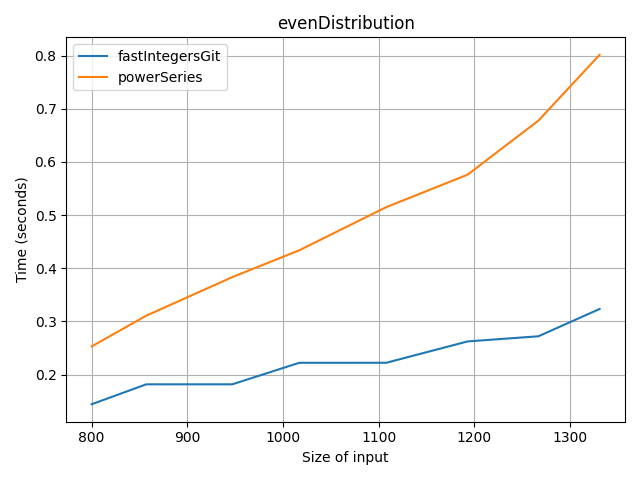 evenDistribution
fastIntegersGit
powerSeries
0.8
0.7
0.6
0.5
0.4
0.3
0.2
Time (seconds)
800 900 1000 1100 1200 1300
Size of input